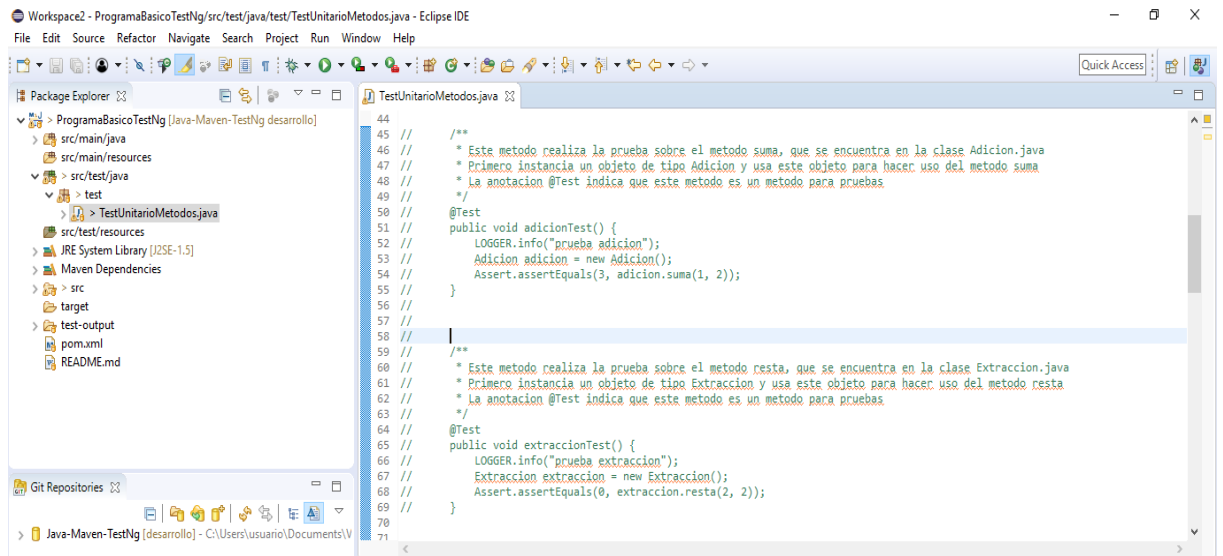 Workspace2 - ProgramaBasicoTestNg/src/test/java/test/TestUnitarioMetodos.java - Eclipse IDE
File Edit Source Refactor Navigate Search Project Run Window Help
Quick Access
Package Explorer
> ProgramaBasicoTestNg [Java-Maven-TestNg desarrollo]
src/main/java
src/main/resources
> src/test/java
> test
> TestUnitarioMetodos.java
src/test/resources
JRE System Library [J2SE-1.5]
Maven Dependencies
> src
target
test-output
pom.xml
README.md
Git Repositories
Java-Maven-TestNg [desarrollo] - C:\Users\usuario\Documents\V
TestUnitarioMetodos.java
44
45 // /**
46 // * Este metodo realiza la prueba sobre el metodo suma, que se encuentra en la clase Adicion.java
47 // * Primero instancia un objeto de tipo Adicion y usa este objeto para hacer uso del metodo suma
48 // * La anotacion @Test indica que este metodo es un metodo para pruebas
49 // */
50 // @Test
51 // public void adicionTest() {
52 // LOGGER.info("prueba adicion");
53 // Adicion adicion = new Adicion();
54 // Assert.assertEquals(3, adicion.suma(1, 2));
55 // }
56 //
57 //
58 //
59 // /**
60 // * Este metodo realiza la prueba sobre el metodo resta, que se encuentra en la clase Extraccion.java
61 // * Primero instancia un objeto de tipo Extraccion y usa este objeto para hacer uso del metodo resta
62 // * La anotacion @Test indica que este metodo es un metodo para pruebas
63 // */
64 // @Test
65 // public void extraccionTest() {
66 // LOGGER.info("prueba extraccion");
67 // Extraccion extraccion = new Extraccion();
68 // Assert.assertEquals(0, extraccion.resta(2, 2));
69 // }
70
71